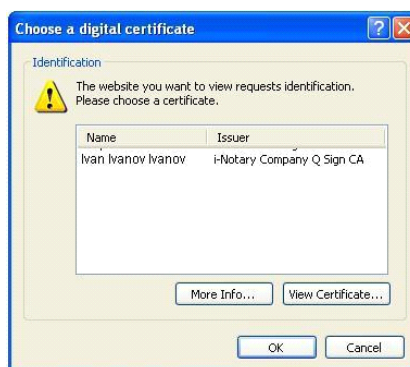 Choose a digital certificate
Identification
The website you want to view requests identification.
Please choose a certificate.
Name Issuer
Ivan Ivanov Ivanov i-Notary Company Q Sign CA
More Info... View Certificate...
OK Cancel